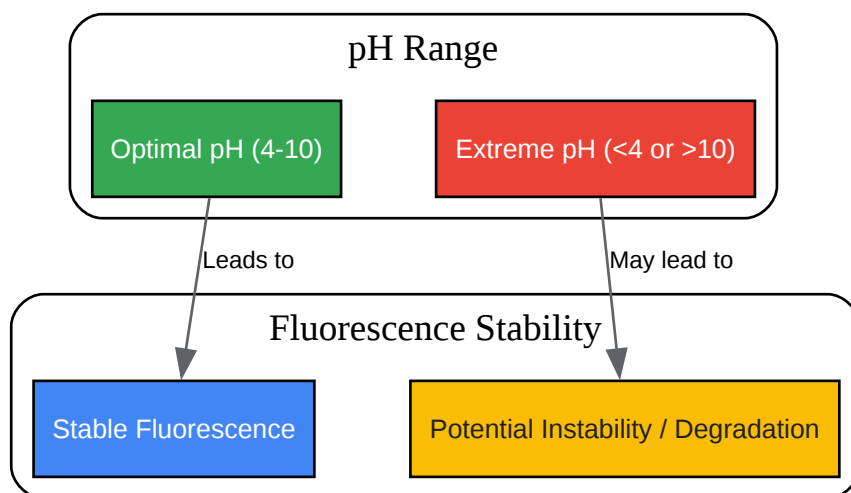 pH Range
Optimal pH (4-10)
Extreme pH (<4 or >10)
Leads to
May lead to
Fluorescence Stability
Stable Fluorescence
Potential Instability / Degradation